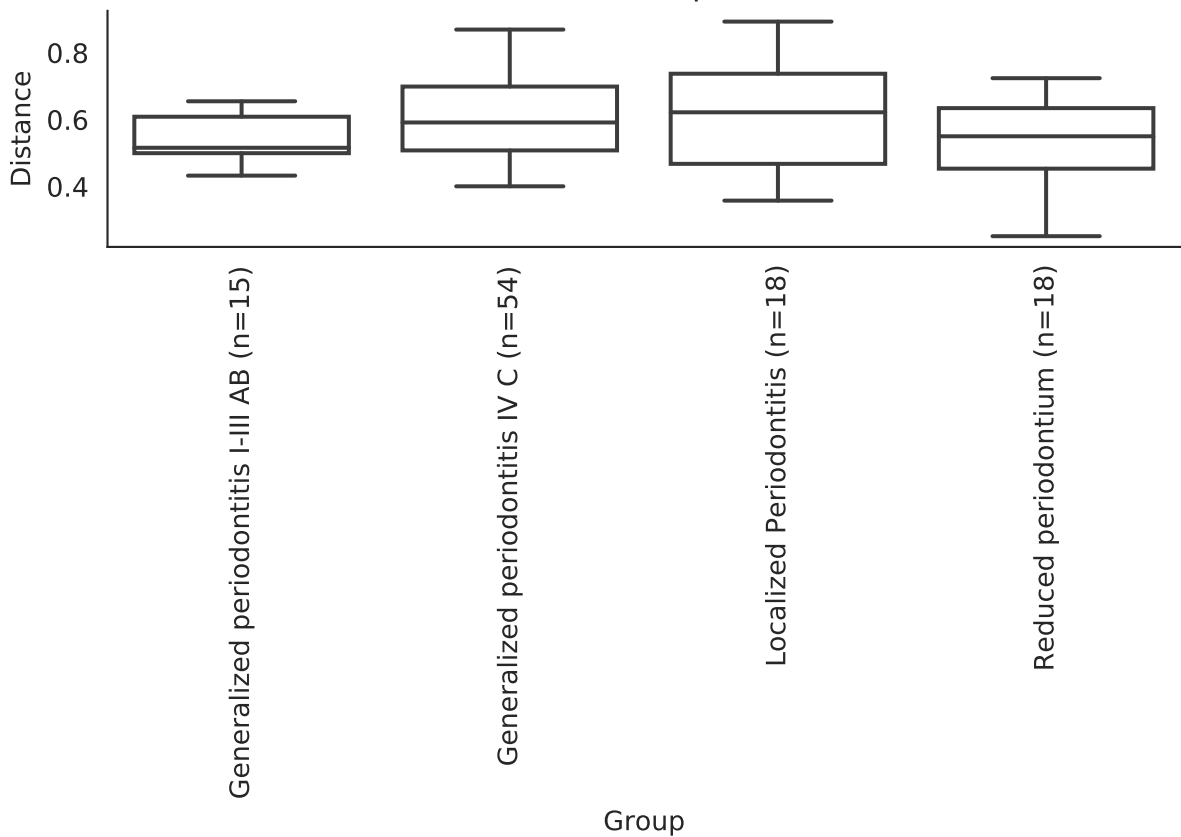 Distance
0.8
0.6
0.4
Generalized periodontitis I-III AB (n=15)
Generalized periodontitis IV C (n=54)
Localized Periodontitis (n=18)
Reduced periodontium (n=18)
Group